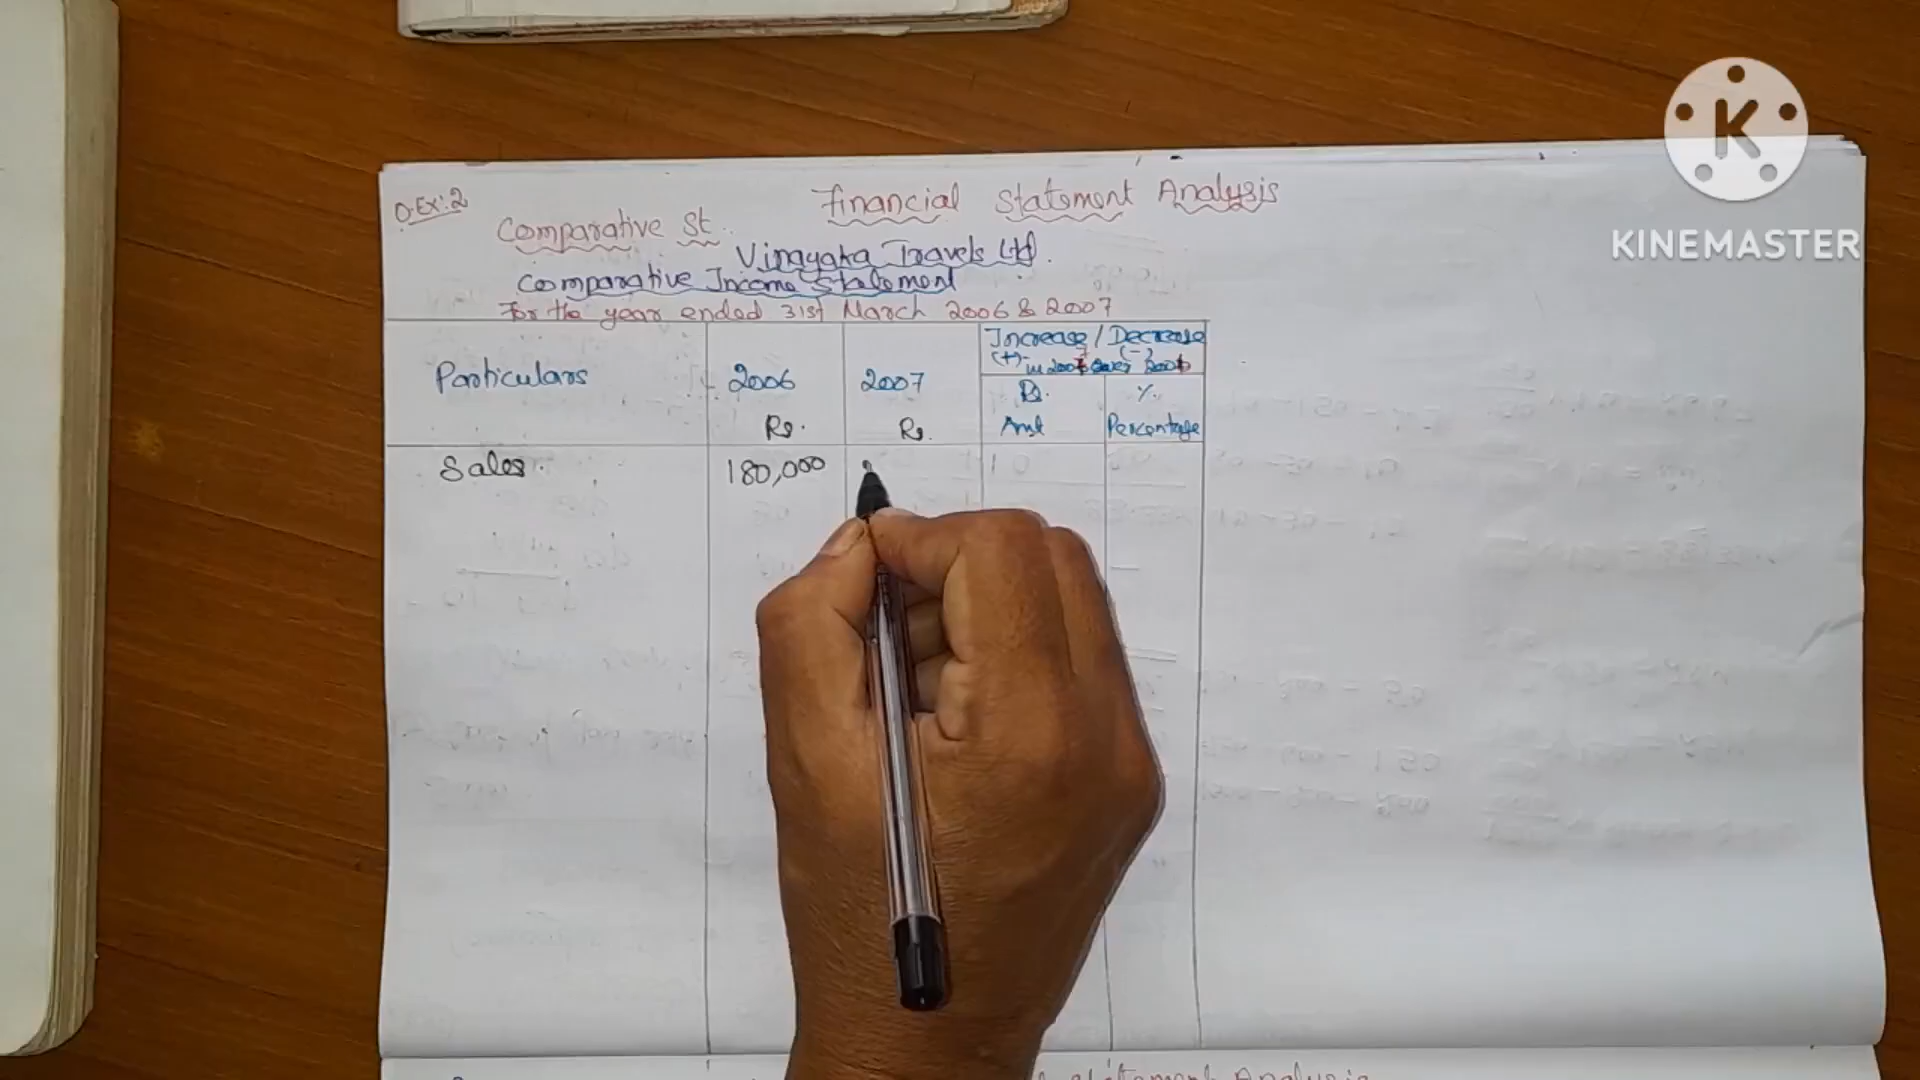 O.Ex:2
Financial Statement Analysis
Comparative St..
Vinayaka Travels Ltd.
Comparative Income Statement
For the year ended 31st March 2006 & 2007
Particulars
2006
Rs.
2007
Rs.
Increase / Decrease
(+) (-)
in 2007 over 2006
Rs.
Amt
%.
Percentage
Sales.
180,000
K
KINEMASTER
Statement Analysis